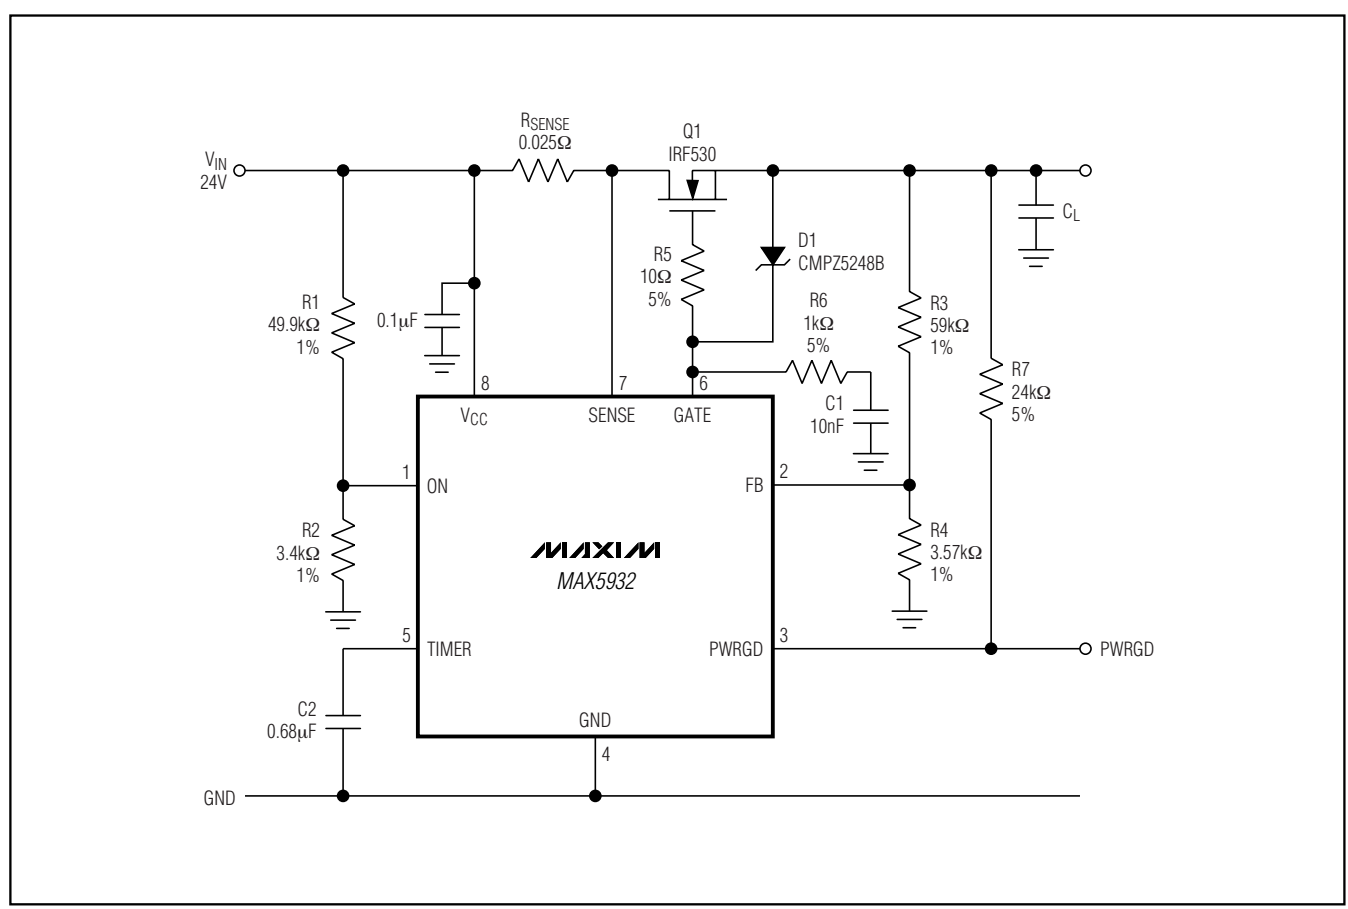 RSENSE
0.025Ω
Q1
IRF530
VIN
24V
CL
D1
CMPZ5248B
R5
10Ω
5%
R6
1kΩ
5%
R1
49.9kΩ
1%
0.1μF
R3
59kΩ
1%
R7
24kΩ
5%
8
7
6
VCC
SENSE
GATE
C1
10nF
1
ON
2
FB
R2
3.4kΩ
1%
R4
3.57kΩ
1%
MAXIM
MAX5932
5
TIMER
3
PWRGD
PWRGD
C2
0.68μF
GND
4
GND